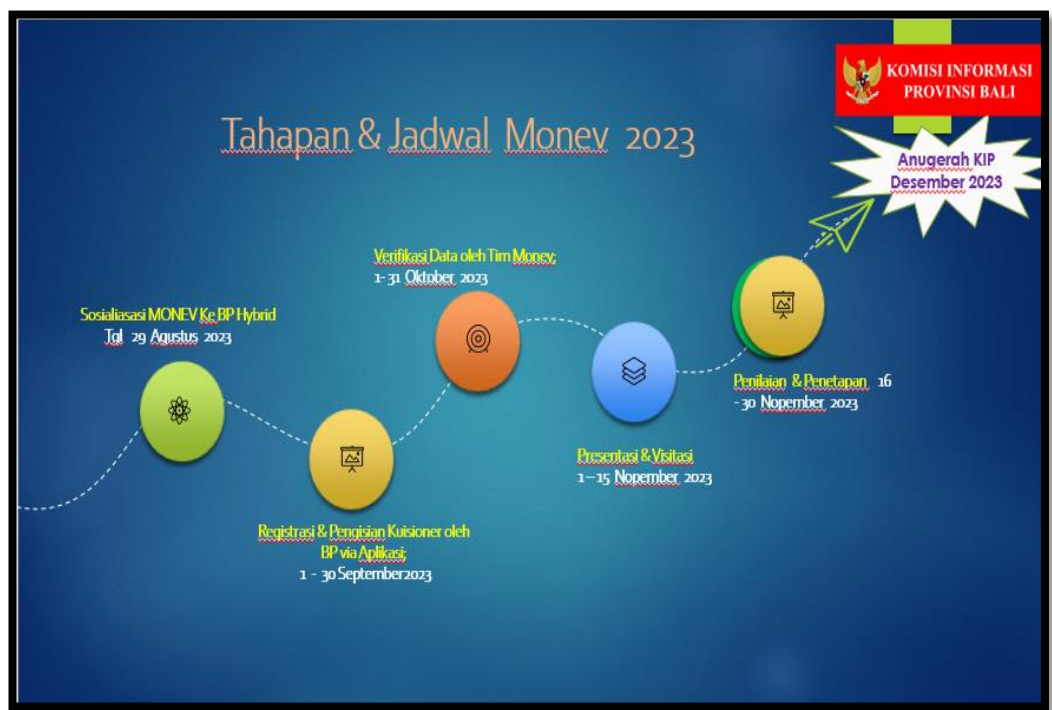 KOMISI INFORMASI
PROVINSI BALI
Tahapan & Jadwal Monev 2023
Anugerah KIP
Desember 2023
Sosialiasasi MONEV Ke BP Hybrid
Tgl 29 Agustus 2023
Registrasi & Pengisian Kuisioner oleh
BP via Aplikasi;
1 - 30 September2023
Verifikasi Data oleh Tim Monev;
1- 31 Oktober 2023
Presentasi & Visitasi
1 – 15 Nopember 2023
Penilaian & Penetapan 16
- 30 Nopember 2023